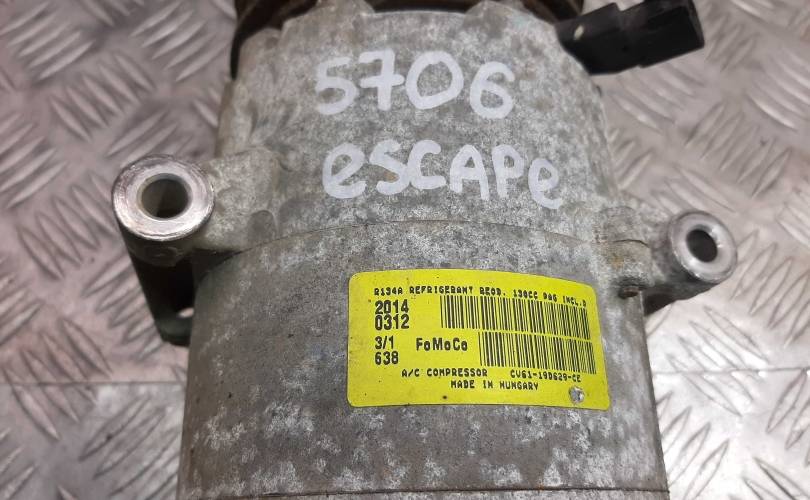 5706
escape
R134A REFRIGERANT REQD. 130CC PAG INCL.D
2014
0312
3/1 FoMoCo
638
A/C COMPRESSOR CV61-19D629-CE
MADE IN HUNGARY